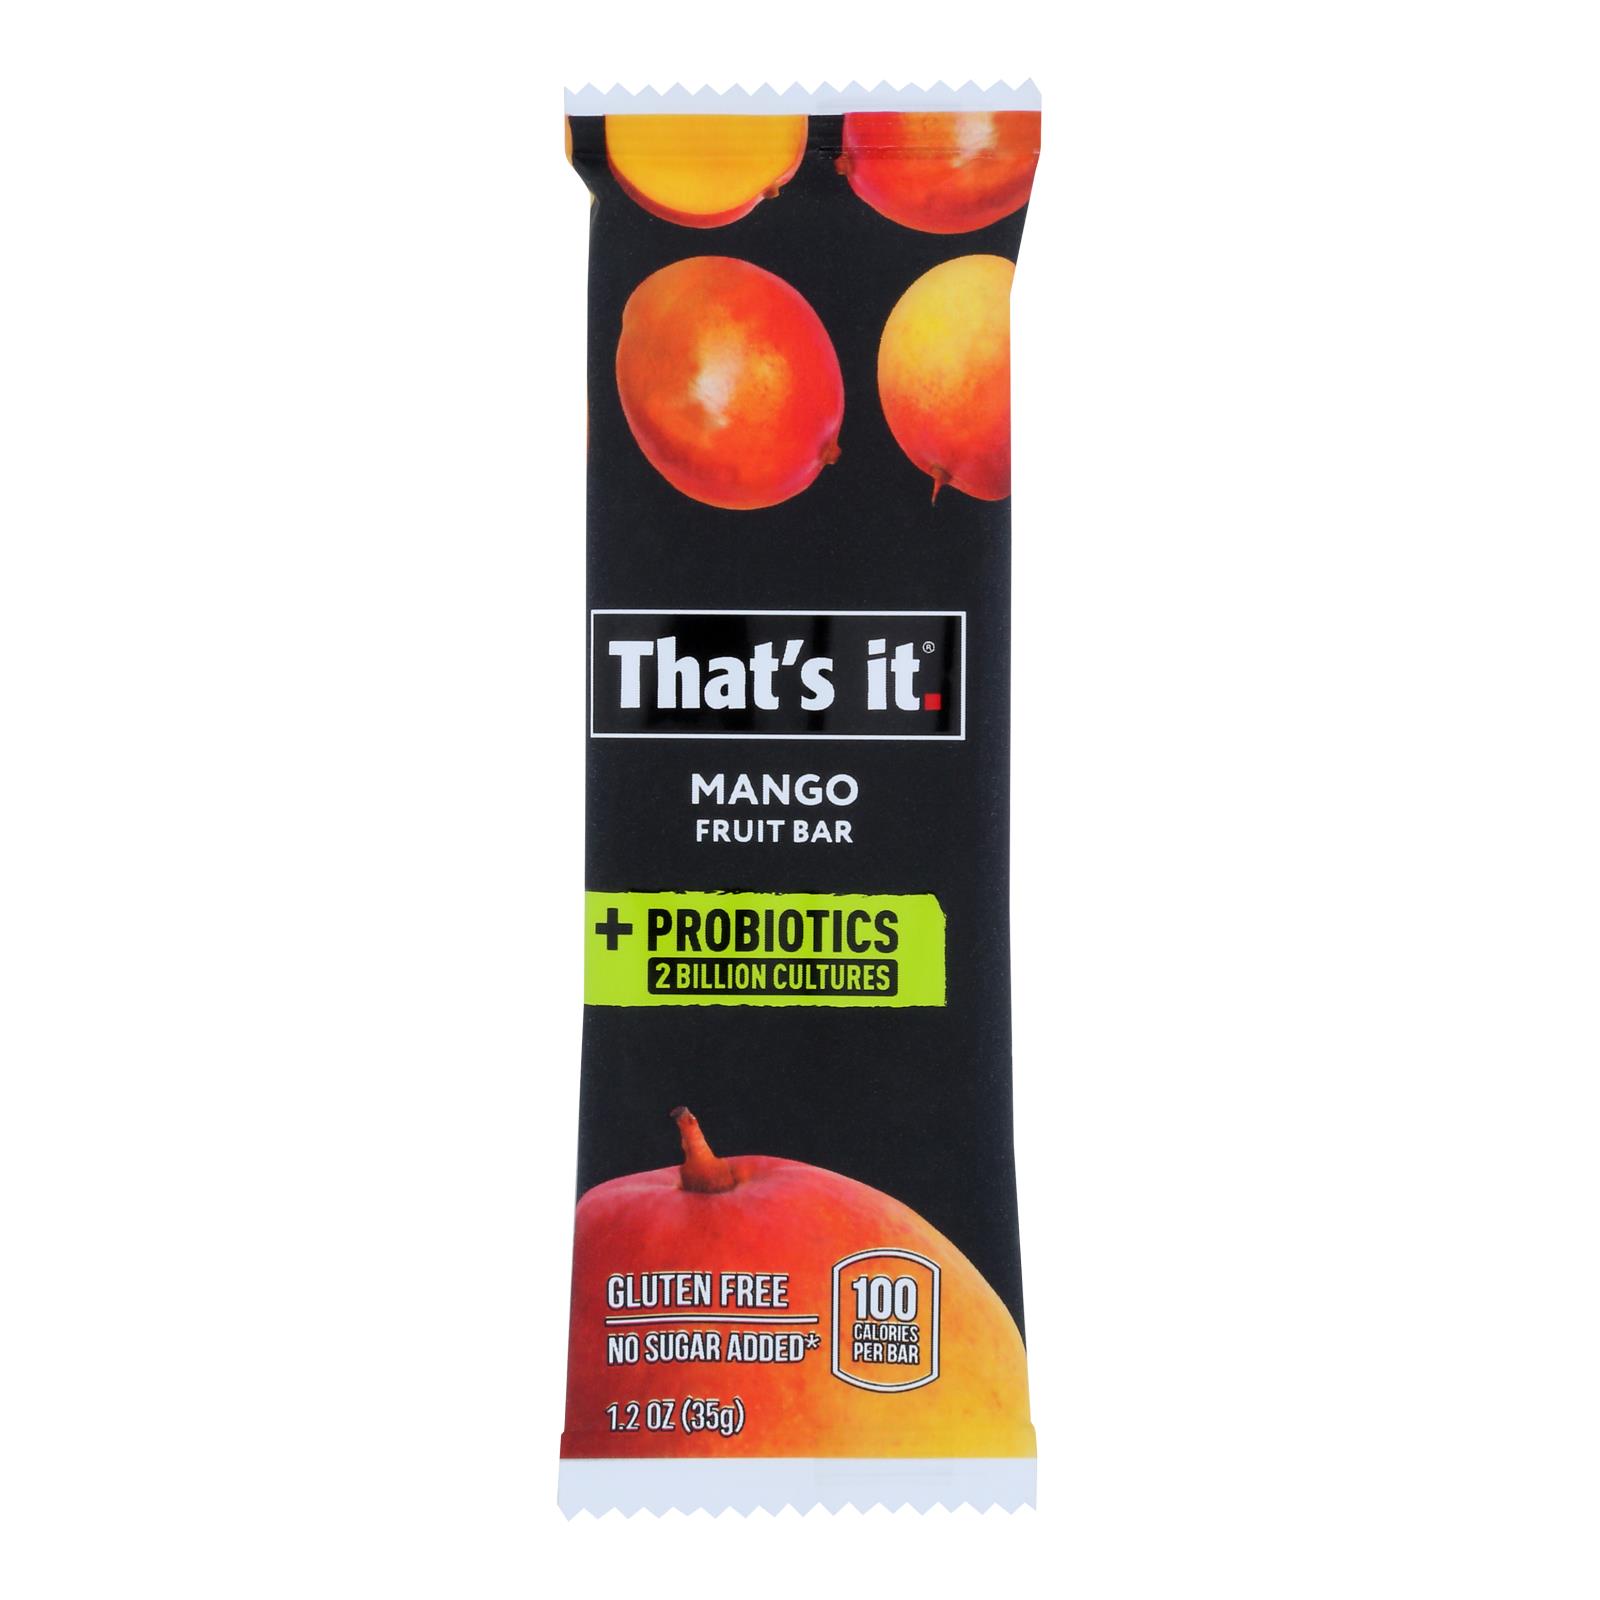 That's it.®
MANGO
FRUIT BAR
+ PROBIOTICS
2 BILLION CULTURES
GLUTEN FREE
NO SUGAR ADDED*
100
CALORIES
PER BAR
1.2 OZ (35g)